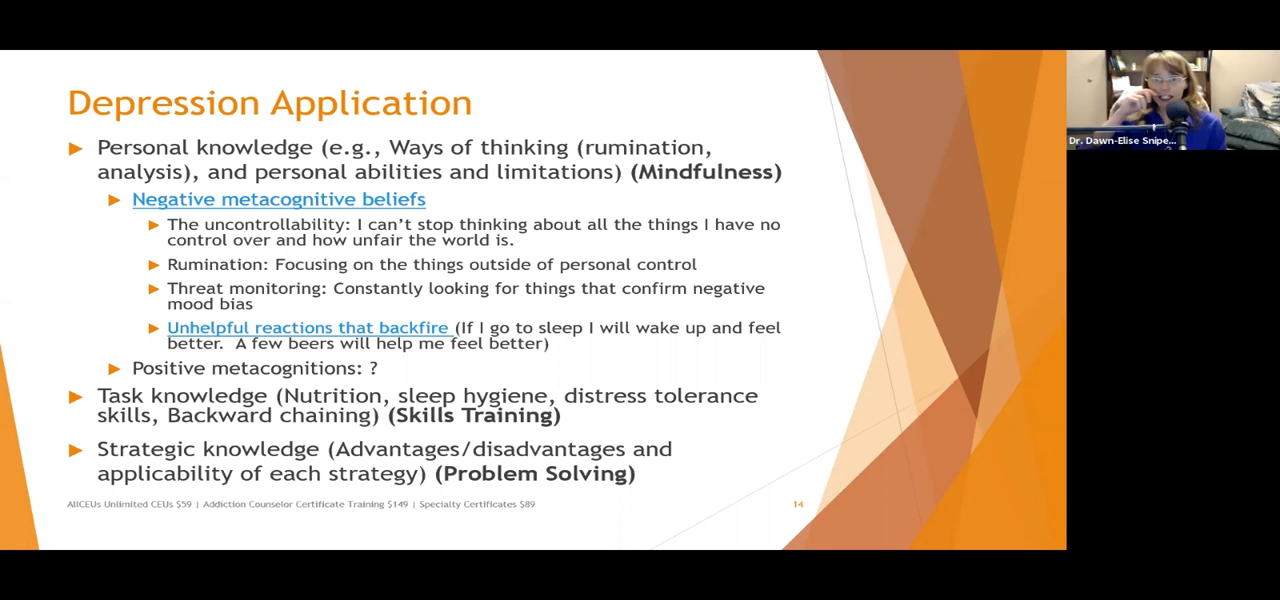 Depression Application
Personal knowledge (e.g., Ways of thinking (rumination,
analysis), and personal abilities and limitations) (Mindfulness)
Negative metacognitive beliefs
The uncontrollability: I can't stop thinking about all the things I have no
control over and how unfair the world is.
Rumination: Focusing on the things outside of personal control
Threat monitoring: Constantly looking for things that confirm negative
mood bias
Unhelpful reactions that backfire (If I go to sleep I will wake up and feel
better. A few beers will help me feel better)
Positive metacognitions: ?
Task knowledge (Nutrition, sleep hygiene, distress tolerance
skills, Backward chaining) (Skills Training)
Strategic knowledge (Advantages/disadvantages and
applicability of each strategy) (Problem Solving)
AllCEUs Unlimited CEUs $59 | Addiction Counselor Certificate Training $149 | Specialty Certificates $89
14
Dr. Dawn-Elise Snipe...